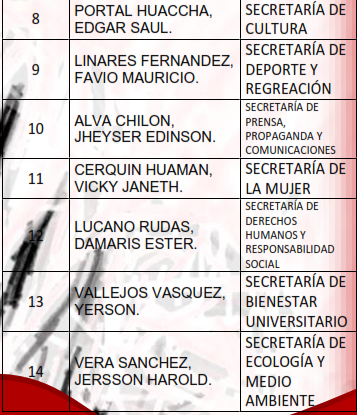 8
PORTAL HUACCHA,
EDGAR SAUL.
SECRETARÍA DE
CULTURA
9
LINARES FERNANDEZ,
FAVIO MAURICIO.
SECRETARÍA DE
DEPORTE Y
REGREACIÓN
10
ALVA CHILON,
JHEYSER EDINSON.
SECRETARÍA DE
PRENSA,
PROPAGANDA Y
COMUNICACIONES
11
CERQUIN HUAMAN,
VICKY JANETH.
SECRETARÍA DE
LA MUJER
12
LUCANO RUDAS,
DAMARIS ESTER.
SECRETARÍA DE
DERECHOS
HUMANOS Y
RESPONSABILIDAD
SOCIAL
13
VALLEJOS VASQUEZ,
YERSON.
SECRETARÍA DE
BIENESTAR
UNIVERSITARIO
14
VERA SANCHEZ,
JERSSON HAROLD.
SECRETARÍA DE
ECOLOGÍA Y
MEDIO
AMBIENTE